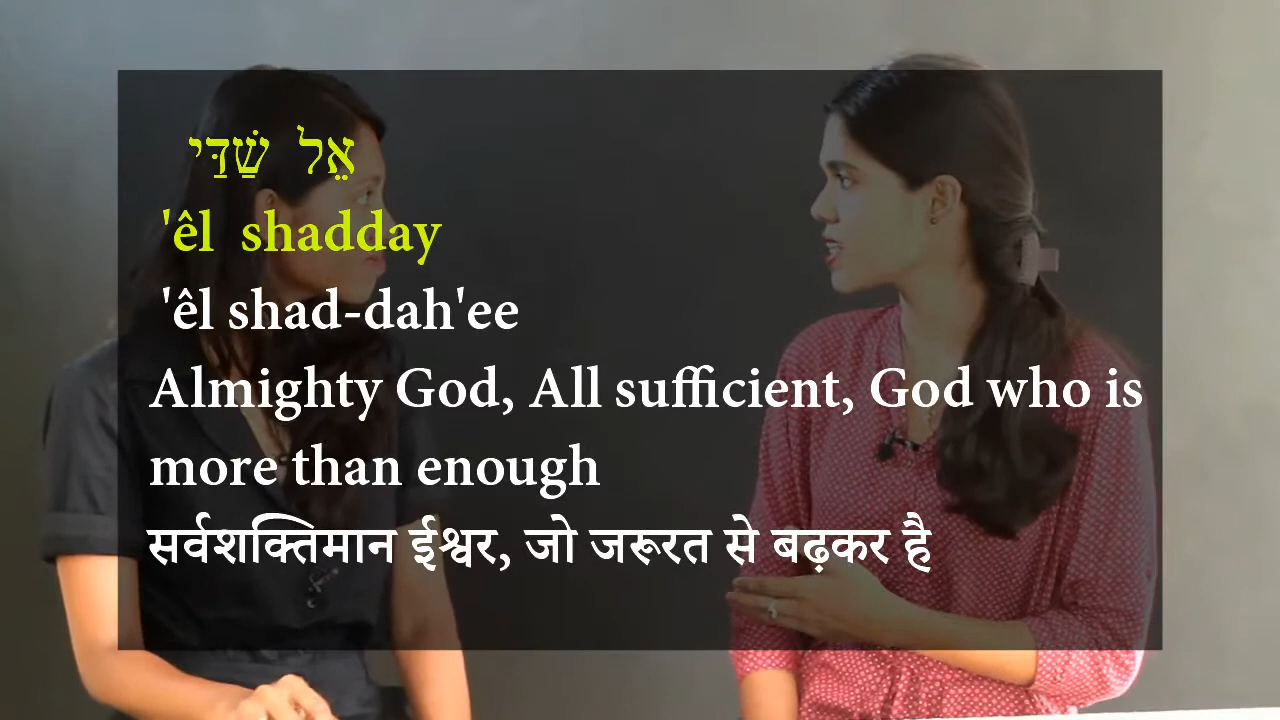 אֵל שַׁדַּי
'êl shadday
'êl shad-dah'ee
Almighty God, All sufficient, God who is
more than enough
सर्वशक्तिमान ईश्वर, जो जरूरत से बढ़कर है